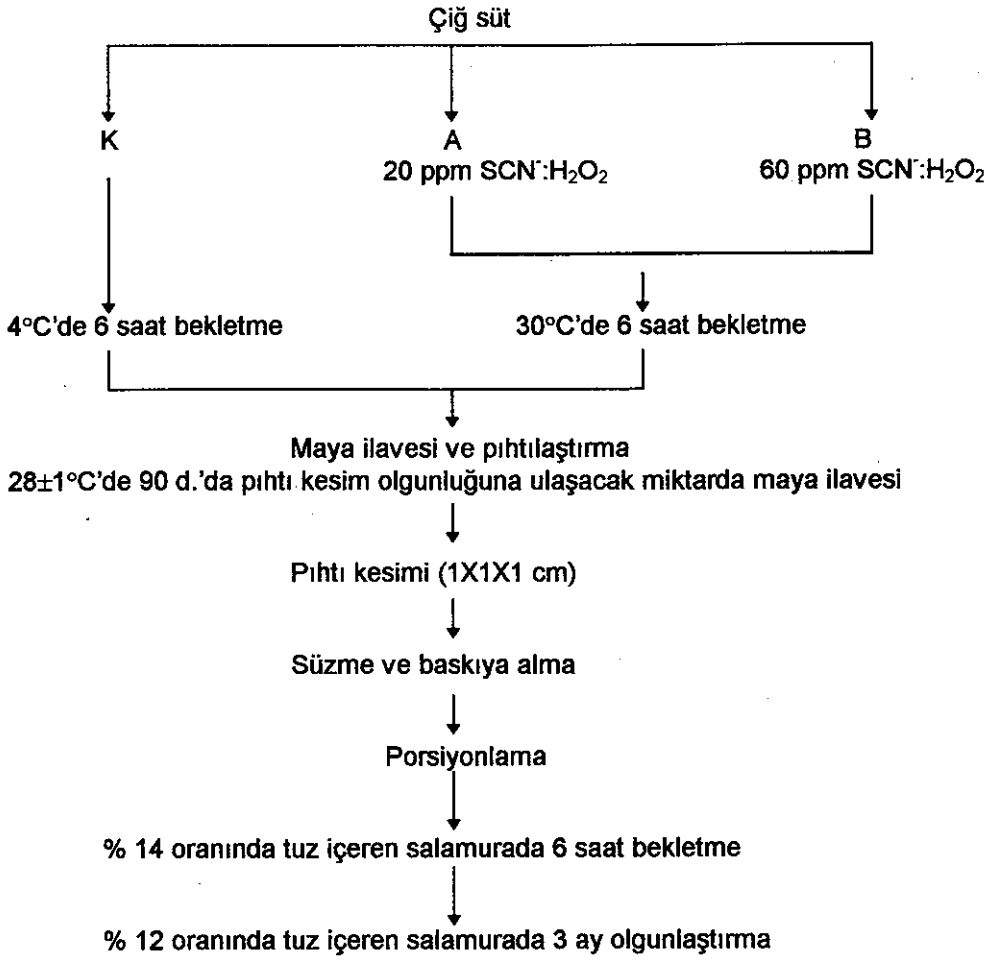 Çiğ süt
K
A
B
20 ppm SCN⁻:H₂O₂
60 ppm SCN⁻:H₂O₂
4°C'de 6 saat bekletme
30°C'de 6 saat bekletme
Maya ilavesi ve pıhtılaştırma
28±1°C'de 90 d.'da pıhtı kesim olgunluğuna ulaşacak miktarda maya ilavesi
Pıhtı kesimi (1X1X1 cm)
Süzme ve baskıya alma
Porsiyonlama
% 14 oranında tuz içeren salamurada 6 saat bekletme
% 12 oranında tuz içeren salamurada 3 ay olgunlaştırma